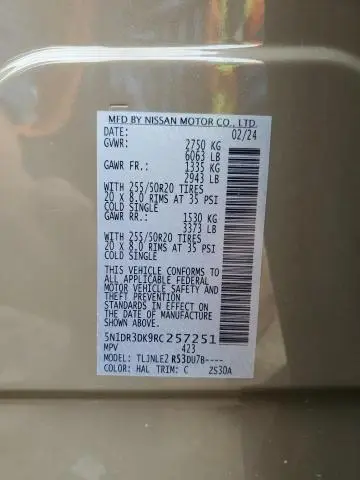 MFD BY NISSAN MOTOR CO., LTD.
DATE: 02/24
GVWR: 2750 KG
6063 LB
GAWR FR.: 1335 KG
2943 LB
WITH 255/50R20 TIRES
20 X 8.0 RIMS AT 35 PSI
COLD SINGLE
GAWR RR.: 1530 KG
3373 LB
WITH 255/50R20 TIRES
20 X 8.0 RIMS AT 35 PSI
COLD SINGLE
THIS VEHICLE CONFORMS TO
ALL APPLICABLE FEDERAL
MOTOR VEHICLE SAFETY AND
THEFT PREVENTION
STANDARDS IN EFFECT ON
THE DATE OF MANUFACTURE
SHOWN ABOVE.
5N1DR3DK9RC257251
MPV 423
MODEL: TLJNLE2 R53DU7B----
COLOR: HAL TRIM: C 2S30A